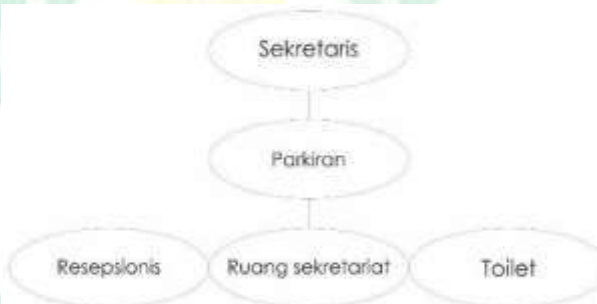 Sekretaris
Parkiran
Resepsionis
Ruang sekretariat
Toilet